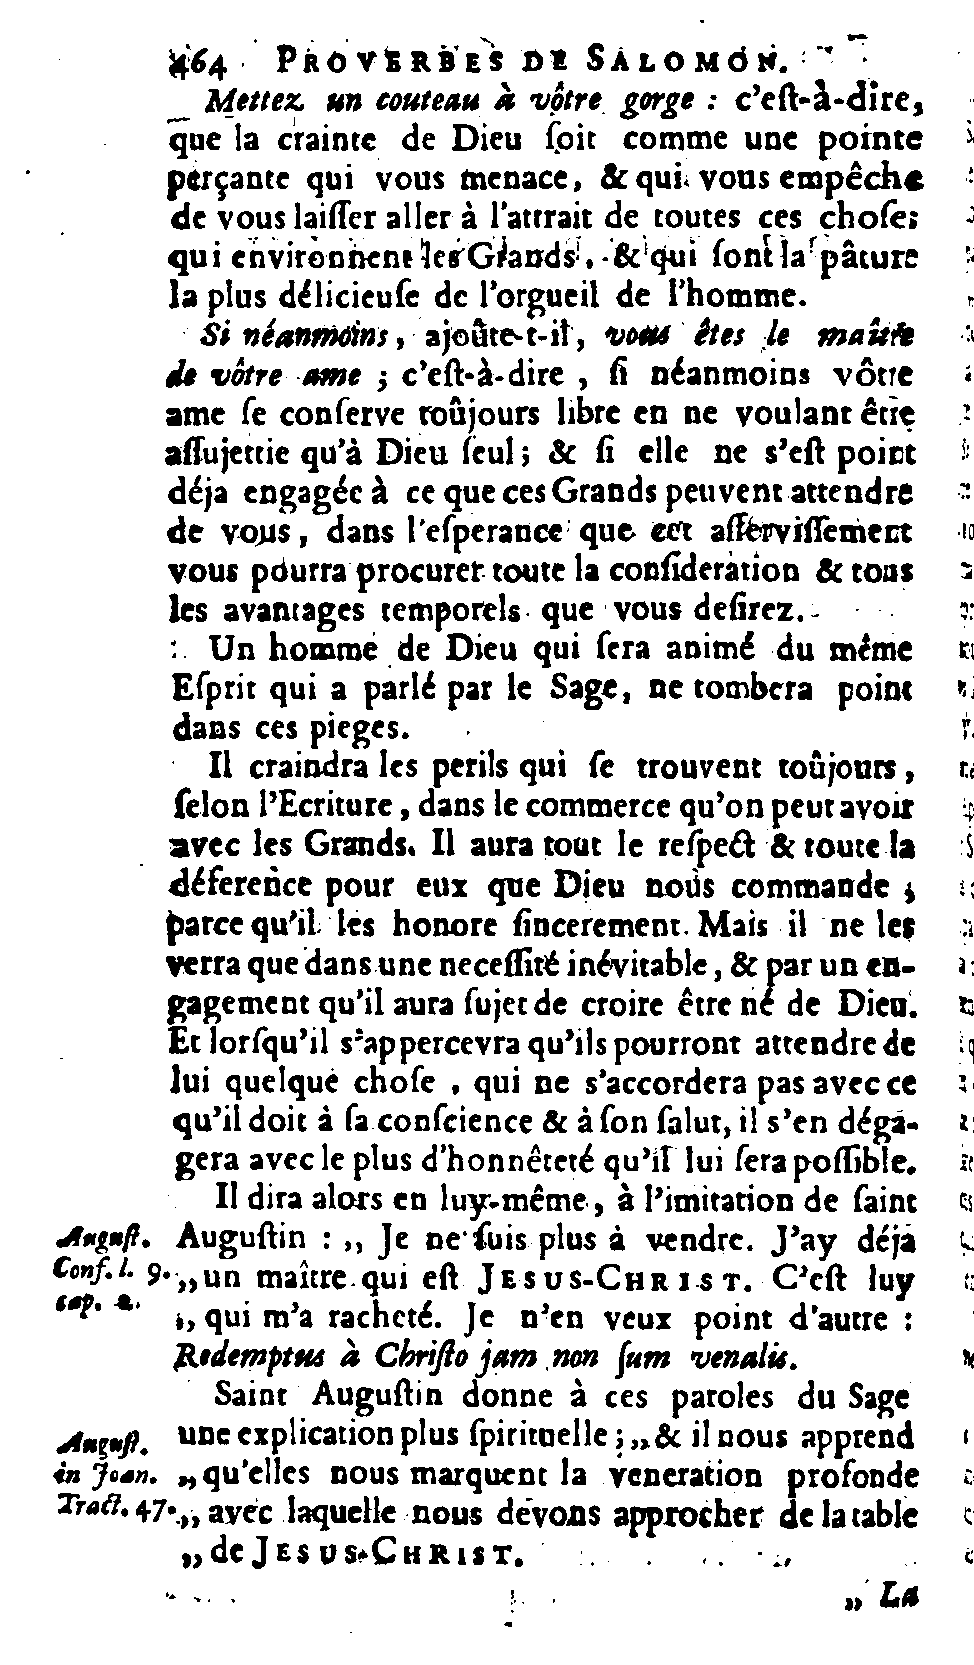 464 PROVERBES DE SALOMON.
Mettez un couteau à vôtre gorge : c'eſt-à-dire,
que la crainte de Dieu ſoit comme une pointe
perçante qui vous menace, & qui vous empêche
de vous laiſſer aller à l'attrait de toutes ces choſes
qui environnent les Grands, & qui ſont la pâture
la plus délicieuſe de l'orgueil de l'homme.
Si néanmoins, ajoûte-t-il, vous êtes le maître
de vôtre ame ; c'eſt-à-dire , ſi néanmoins vôtre
ame ſe conſerve toûjours libre en ne voulant être
aſſujettie qu'à Dieu ſeul ; & ſi elle ne s'eſt point
déja engagée à ce que ces Grands peuvent attendre
de vous, dans l'eſperance que cet aſſerviſſement
vous pourra procurer toute la conſideration & tous
les avantages temporels que vous deſirez.
Un homme de Dieu qui ſera animé du même
Eſprit qui a parlé par le Sage, ne tombera point
dans ces pieges.
Il craindra les perils qui ſe trouvent toûjours,
ſelon l'Ecriture, dans le commerce qu'on peut avoir
avec les Grands. Il aura tout le reſpect & toute la
déference pour eux que Dieu nous commande ;
parce qu'il les honore ſincerement. Mais il ne les
verra que dans une neceſſité inévitable, & par un en-
gagement qu'il aura ſujet de croire être né de Dieu.
Et lorſqu'il s'appercevra qu'ils pourront attendre de
lui quelque choſe , qui ne s'accordera pas avec ce
qu'il doit à ſa conſcience & à ſon ſalut, il s'en déga-
gera avec le plus d'honnêteté qu'il lui ſera poſſible.
Il dira alors en luy-même, à l'imitation de ſaint
Auguſt. Auguſtin : ,, Je ne ſuis plus à vendre. J'ay déja
Conf. l. 9. ,, un maître qui eſt JESUS-CHRIST. C'eſt luy
cap. 2. ,, qui m'a racheté. Je n'en veux point d'autre :
Redemptus à Chriſto jam non ſum venalis.
Saint Auguſtin donne à ces paroles du Sage
Auguſt. une explication plus ſpirituelle ; ,, & il nous apprend
in Joan. ,, qu'elles nous marquent la veneration profonde
Tract. 47. ,, avec laquelle nous devons approcher de la table
,, de JESUS-CHRIST.
,, La